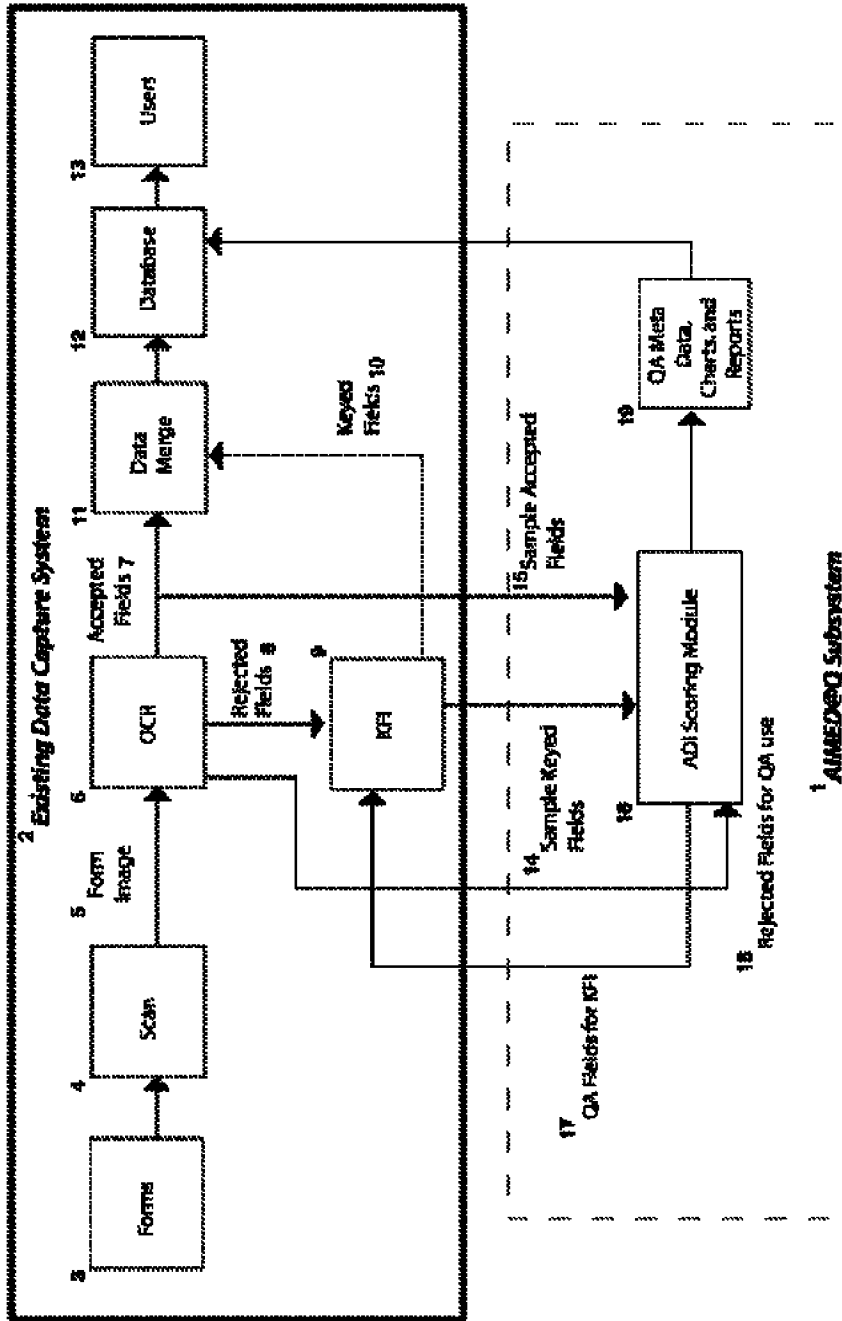 2 Existing Data Capture System
3
Forms
4
Scan
5 Form
Image
6
OCR
Accepted
Fields 7
Rejected
Fields 8
9
KFI
Keyed
Fields 10
11
Data
Merge
12
Database
13
Users
14 Sample Keyed
Fields
15 Sample Accepted
Fields
16
ADI Scoring Module
17
QA Fields for KFI
18 Rejected Fields for QA use
19
QA Meta
Data,
Charts, and
Reports
1 AIMED@Q Subsystem